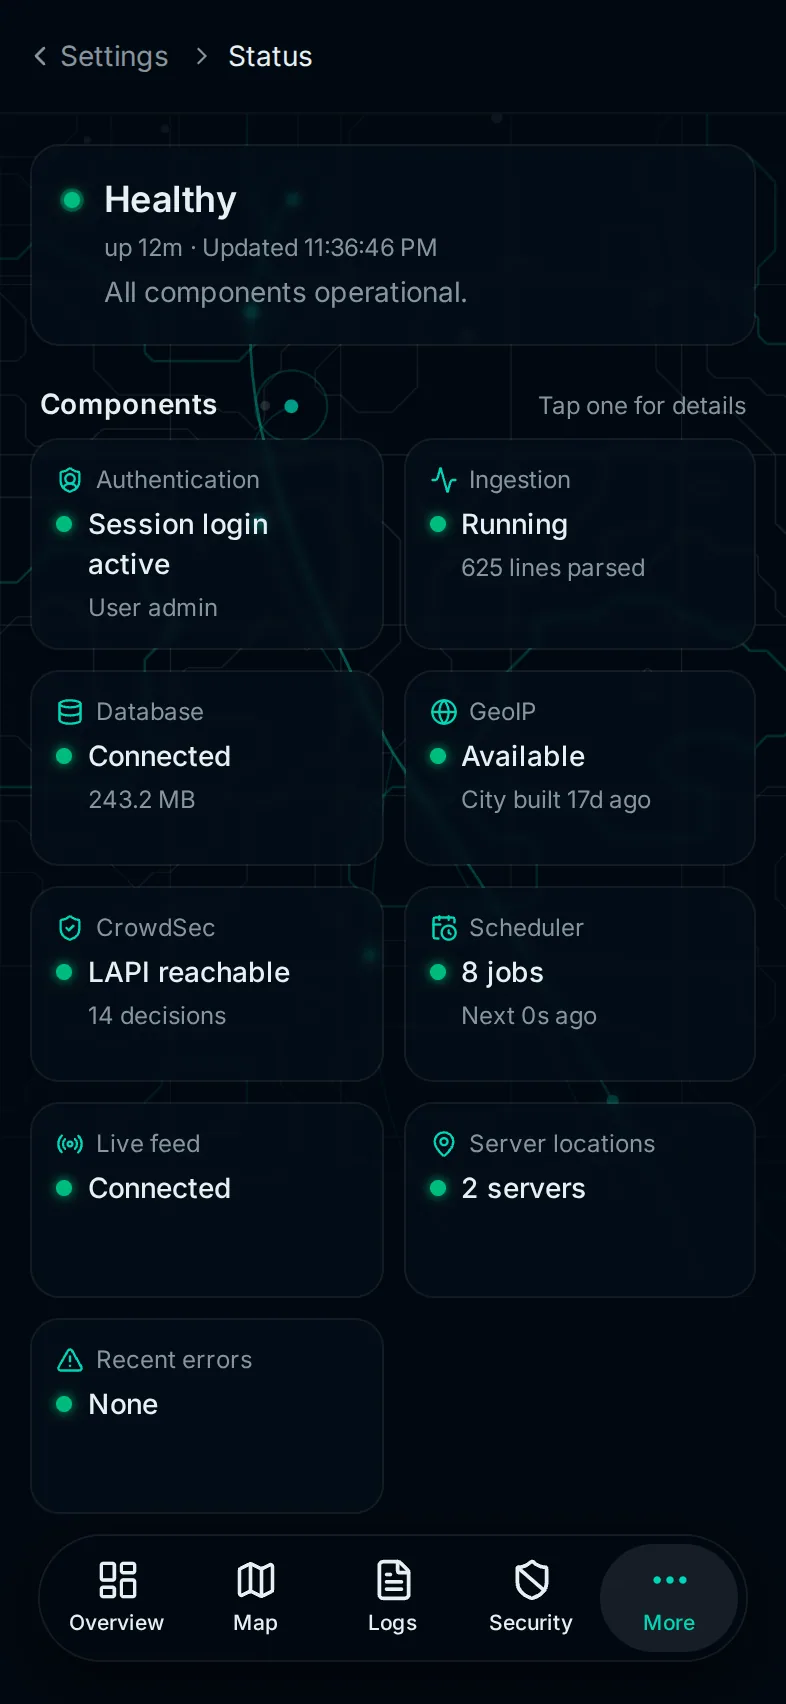 Settings
Status
Healthy
up 12m · Updated 11:36:46 PM
All components operational.
Components
Tap one for details
Authentication
Session login
active
User admin
Ingestion
Running
625 lines parsed
Database
Connected
243.2 MB
GeoIP
Available
City built 17d ago
CrowdSec
LAPI reachable
14 decisions
Scheduler
8 jobs
Next 0s ago
Live feed
Connected
Server locations
2 servers
Recent errors
None
Overview
Map
Logs
Security
More